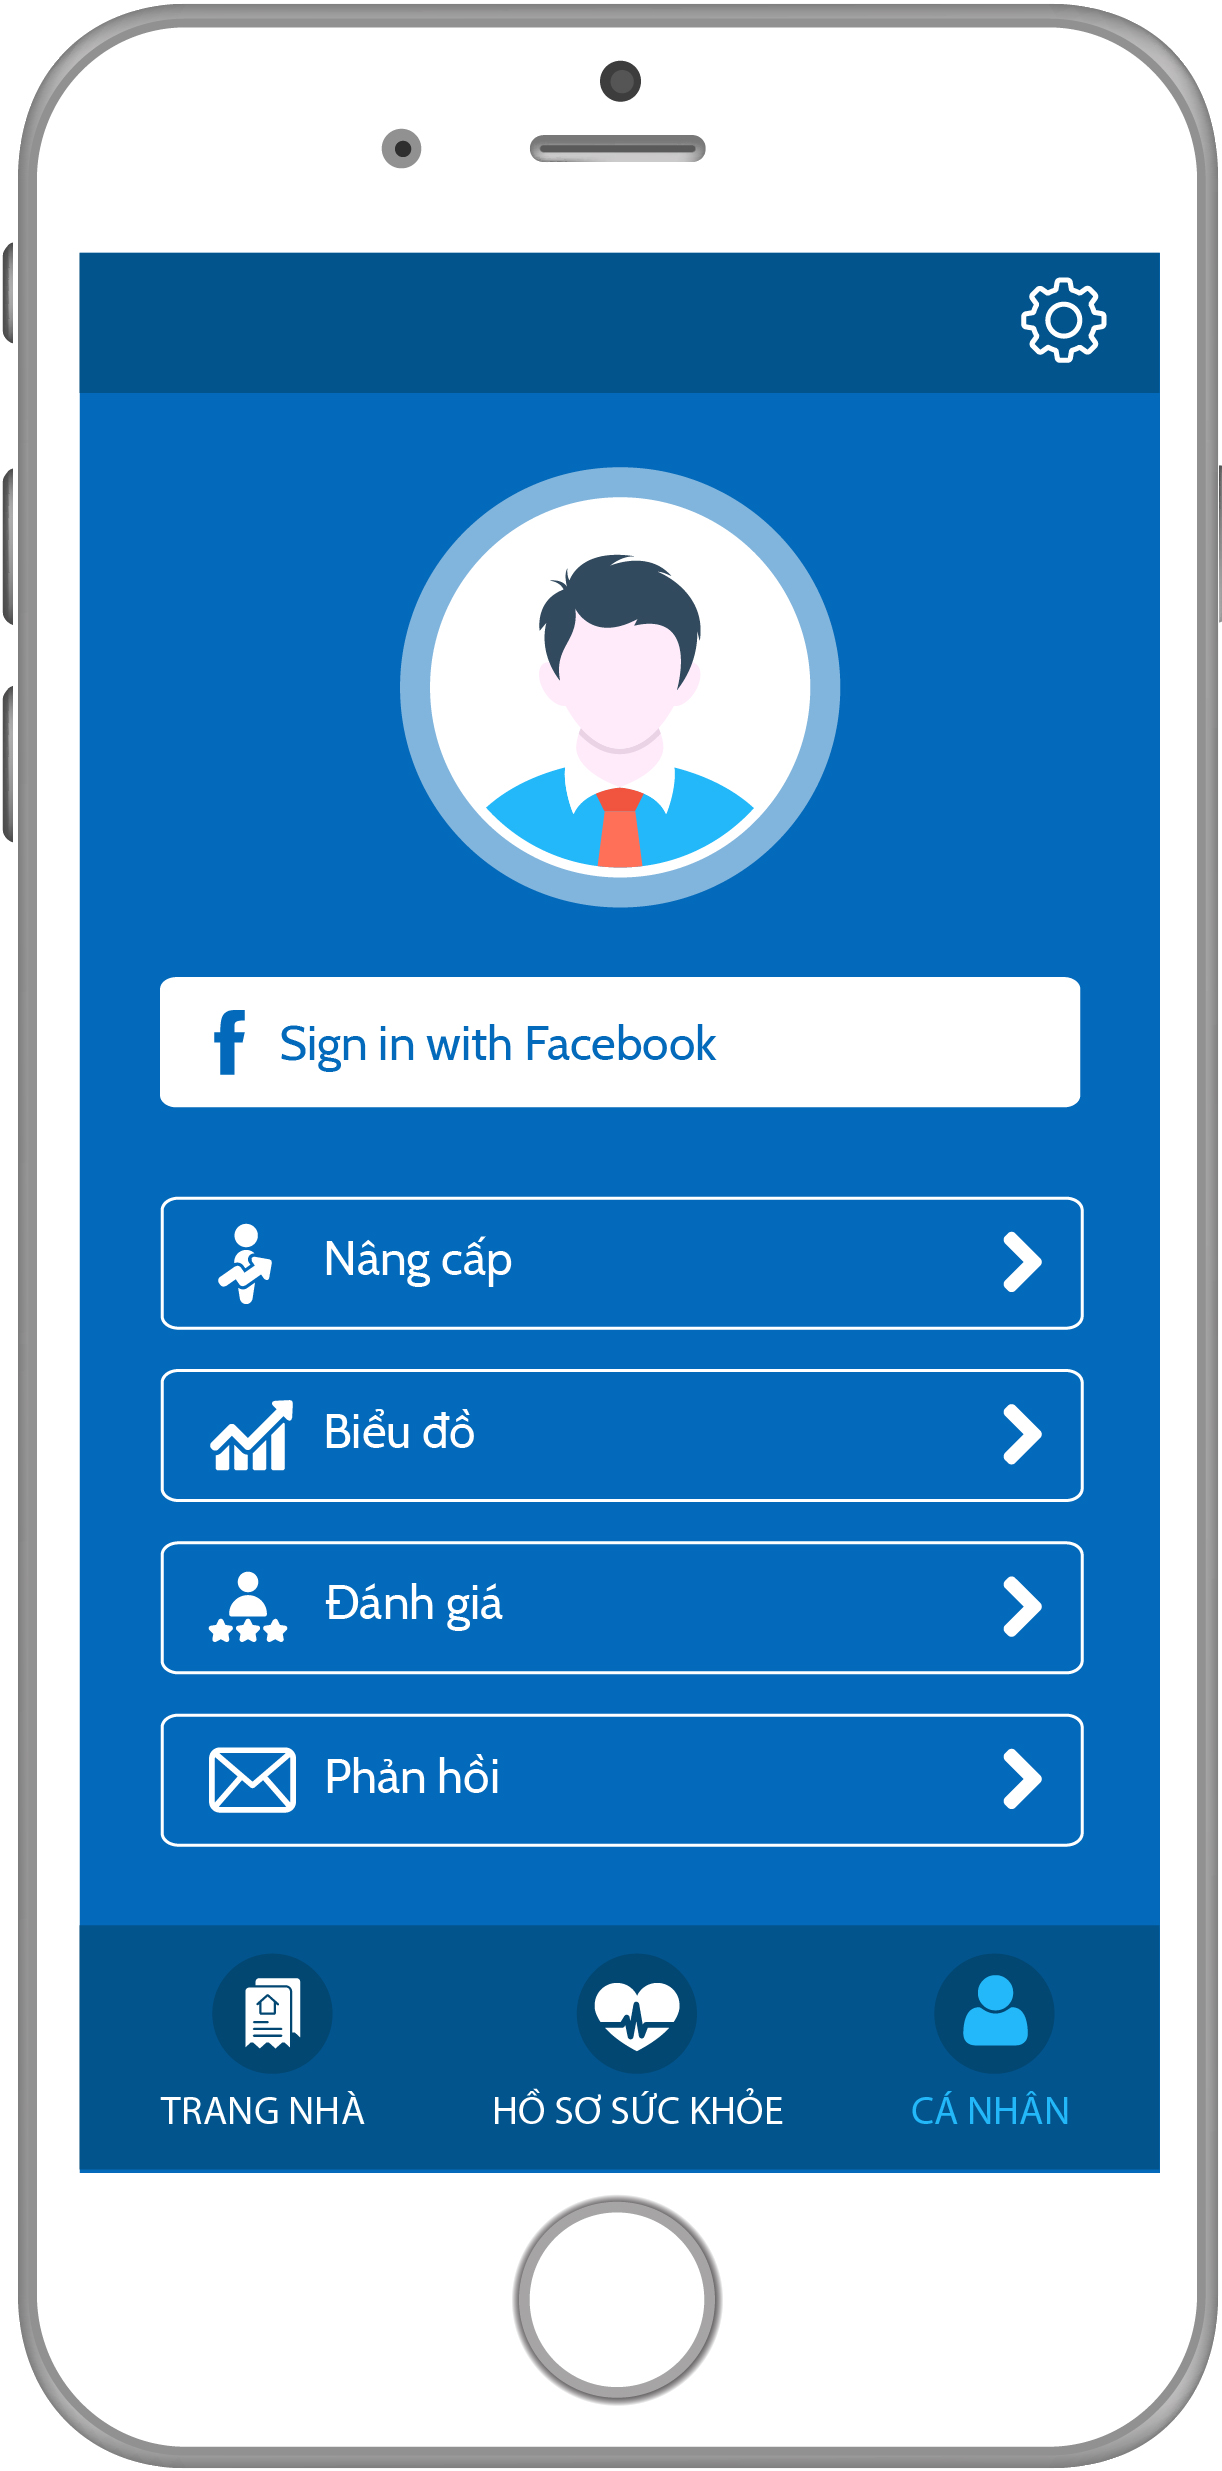 Sign in with Facebook
Nâng cấp
Biểu đồ
Đánh giá
Phản hồi
TRANG NHÀ
HỒ SƠ SỨC KHỎE
CÁ NHÂN